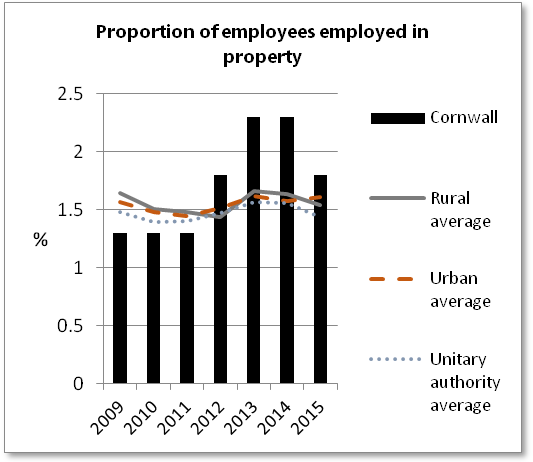 Proportion of employees employed in
property
2.5
2
1.5
1
0.5
0
%
2009 2010 2011 2012 2013 2014 2015
Cornwall
Rural
average
Urban
average
Unitary
authority
average